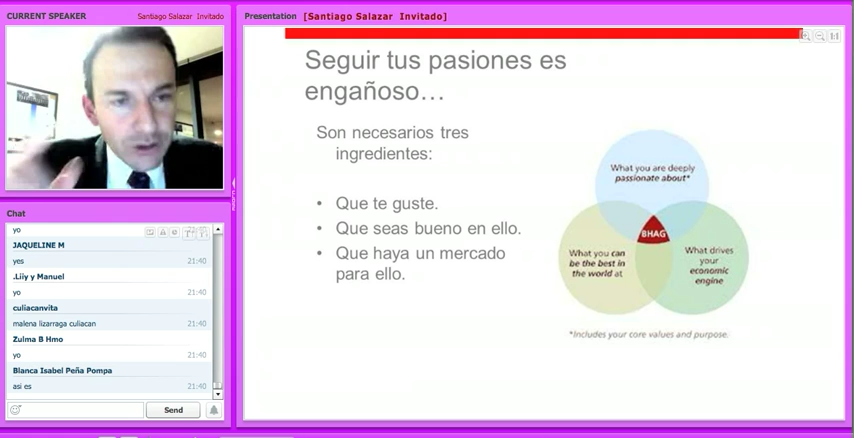 CURRENT SPEAKER
Santiago Salazar Invitado
Chat
yo
JAQUELINE M
yes
21:40
.Liiy y Manuel
yo
21:40
culiacanvita
malena lizarraga culiacan
21:40
Zulma B Hmo
yo
21:40
Blanca Isabel Peña Pompa
asi es
21:40
Send
Presentation [Santiago Salazar Invitado]
1:1
Seguir tus pasiones es
engañoso…
Son necesarios tres
ingredientes:
• Que te guste.
• Que seas bueno en ello.
• Que haya un mercado
para ello.
What you are deeply
passionate about*
BHAG
What you can
be the best in
the world at
What drives
your
economic
engine
*Includes your core values and purpose.